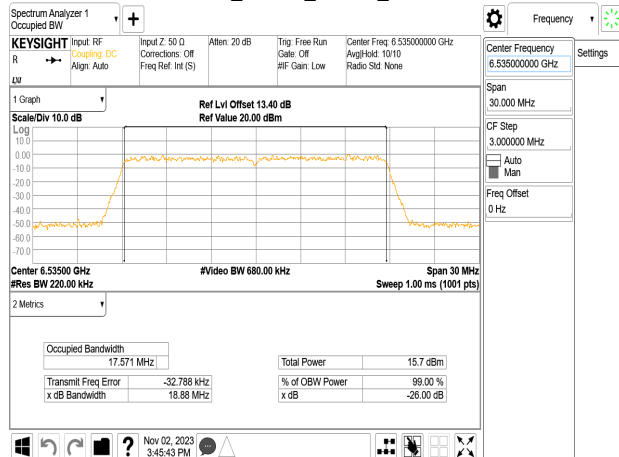 Spectrum Analyzer 1
Occupied BW
Frequency
KEYSIGHT
R
Input: RF
Coupling: DC
Align: Auto
Input Z: 50 Ω
Corrections: Off
Freq Ref: Int (S)
Atten: 20 dB
Trig: Free Run
Gate: Off
#IF Gain: Low
Center Freq: 6.535000000 GHz
Avg|Hold: 10/10
Radio Std: None
LXI
Center Frequency
6.535000000 GHz
Settings
Span
30.000 MHz
CF Step
3.000000 MHz
Auto
Man
Freq Offset
0 Hz
1 Graph
Ref Lvl Offset 13.40 dB
Scale/Div 10.0 dB
Ref Value 20.00 dBm
Log
10.0
0.00
-10.0
-20.0
-30.0
-40.0
-50.0
-60.0
-70.0
Center 6.53500 GHz
#Video BW 680.00 kHz
Span 30 MHz
#Res BW 220.00 kHz
Sweep 1.00 ms (1001 pts)
2 Metrics
Occupied Bandwidth
17.571 MHz
Total Power 15.7 dBm
Transmit Freq Error -32.788 kHz
% of OBW Power 99.00 %
x dB Bandwidth 18.88 MHz
x dB -26.00 dB
?
Nov 02, 2023
3:45:43 PM